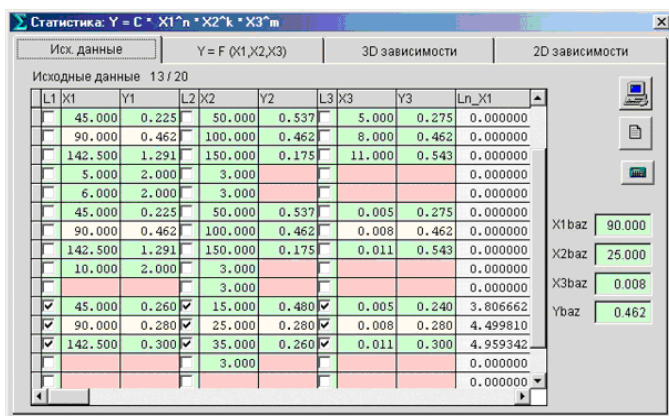 Статистика: Y = C * X1^n * X2^k * X3^m
Исх. данные Y = F (X1,X2,X3) 3D зависимости 2D зависимости
Исходные данные 13 / 20
L1 X1 Y1 L2 X2 Y2 L3 X3 Y3 Ln_X1
45.000 0.225 50.000 0.537 5.000 0.275 0.000000
90.000 0.462 100.000 0.462 8.000 0.462 0.000000
142.500 1.291 150.000 0.175 11.000 0.543 0.000000
5.000 2.000 3.000 0.000000
6.000 2.000 3.000 0.000000
45.000 0.225 50.000 0.537 0.005 0.275 0.000000
90.000 0.462 100.000 0.462 0.008 0.462 0.000000
142.500 1.291 150.000 0.175 0.011 0.543 0.000000
10.000 2.000 3.000 0.000000
3.000 0.000000
45.000 0.260 15.000 0.480 0.005 0.240 3.806662
90.000 0.280 25.000 0.280 0.008 0.280 4.499810
142.500 0.300 35.000 0.260 0.011 0.300 4.959342
3.000 0.000000
0.000000
X1baz 90.000
X2baz 25.000
X3baz 0.008
Ybaz 0.462